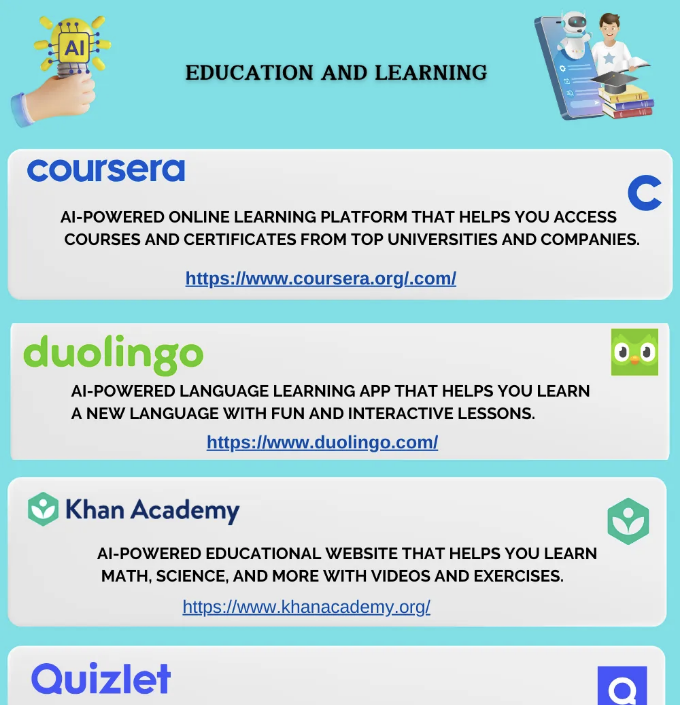 AI
EDUCATION AND LEARNING
coursera
C
AI-POWERED ONLINE LEARNING PLATFORM THAT HELPS YOU ACCESS
COURSES AND CERTIFICATES FROM TOP UNIVERSITIES AND COMPANIES.
https://www.coursera.org/.com/
duolingo
AI-POWERED LANGUAGE LEARNING APP THAT HELPS YOU LEARN
A NEW LANGUAGE WITH FUN AND INTERACTIVE LESSONS.
https://www.duolingo.com/
Khan Academy
AI-POWERED EDUCATIONAL WEBSITE THAT HELPS YOU LEARN
MATH, SCIENCE, AND MORE WITH VIDEOS AND EXERCISES.
https://www.khanacademy.org/
Quizlet
Q